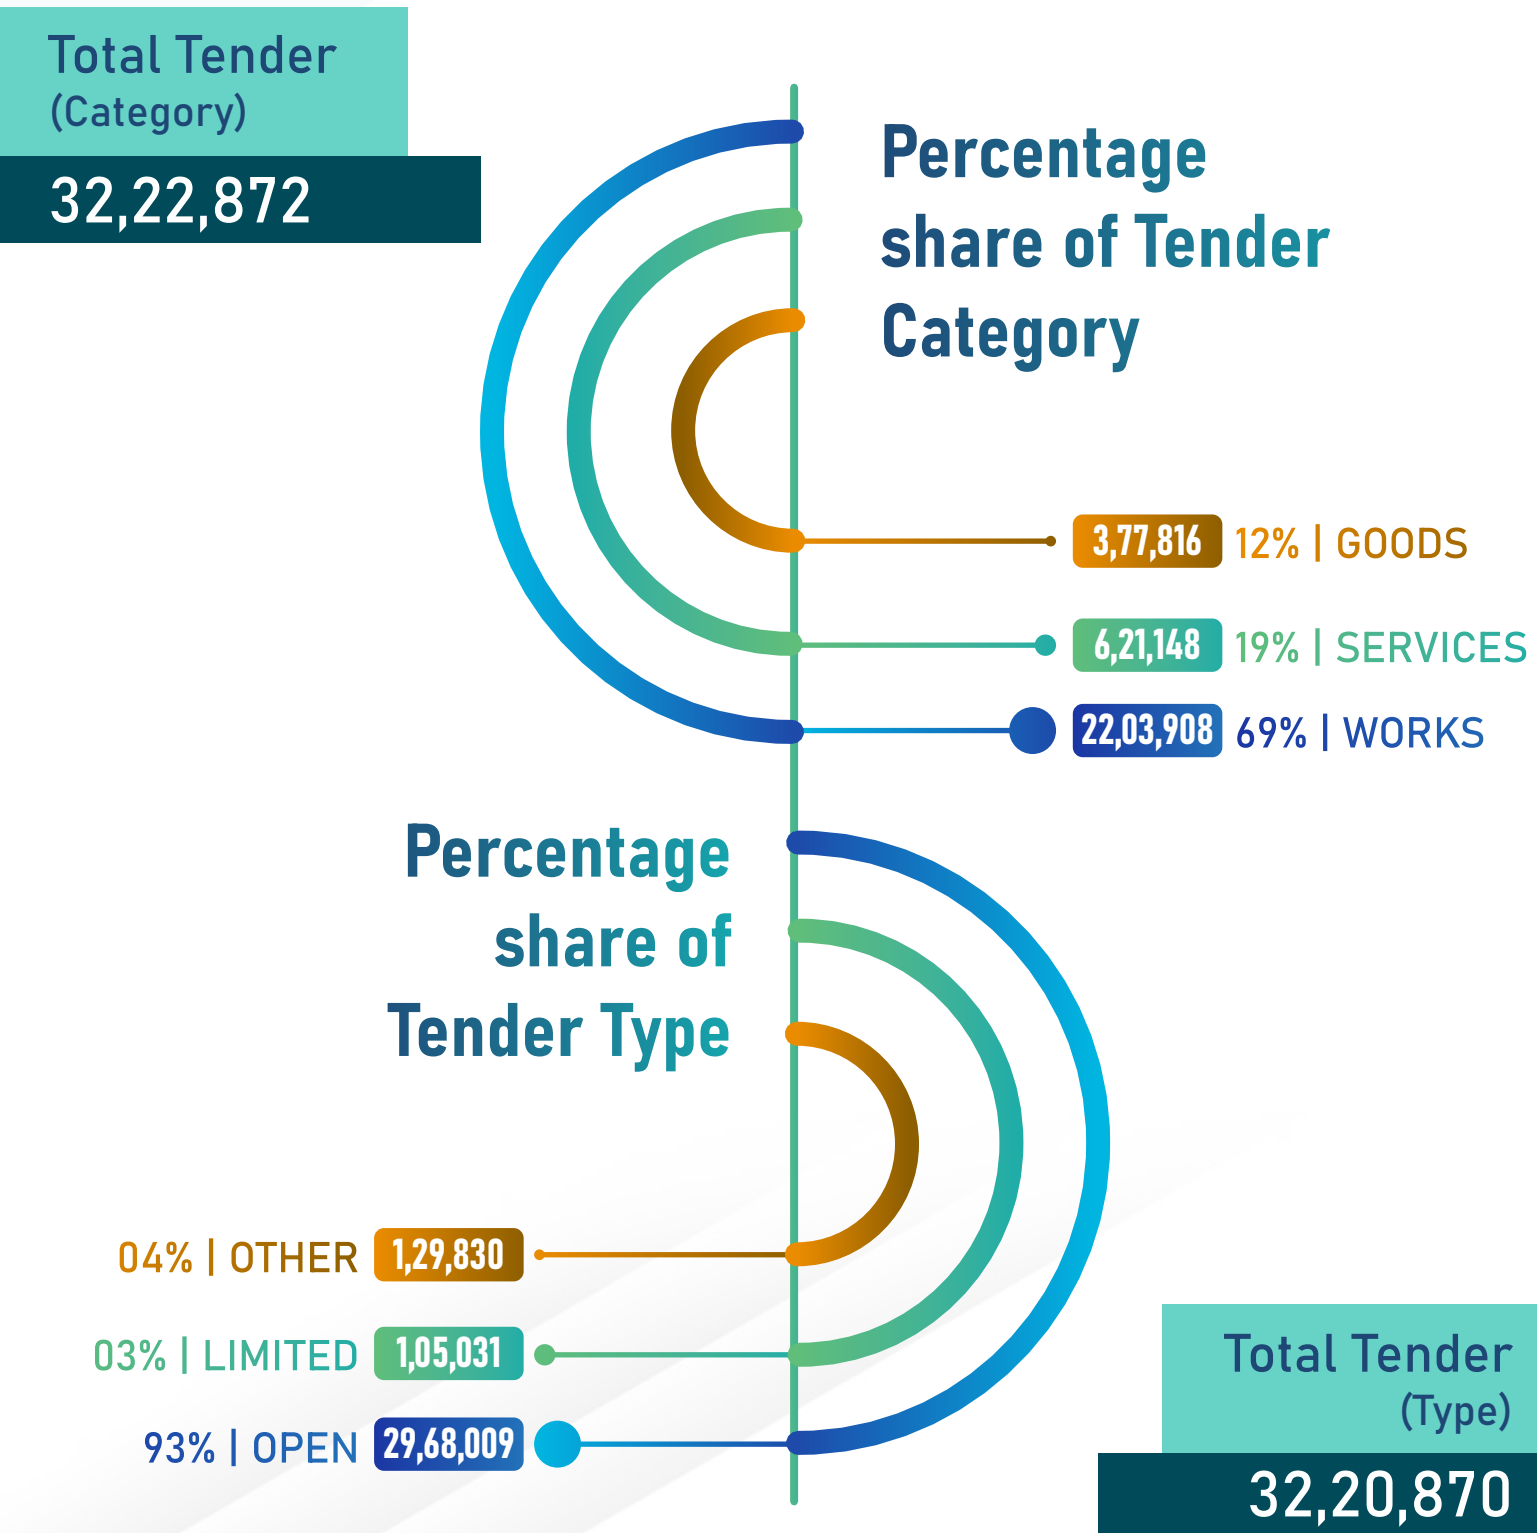 Total Tender
(Category)
32,22,872
Percentage
share of Tender
Category
3,77,816 12% | GOODS
6,21,148 19% | SERVICES
22,03,908 69% | WORKS
Percentage
share of
Tender Type
04% | OTHER 1,29,830
03% | LIMITED 1,05,031
93% | OPEN 29,68,009
Total Tender
(Type)
32,20,870